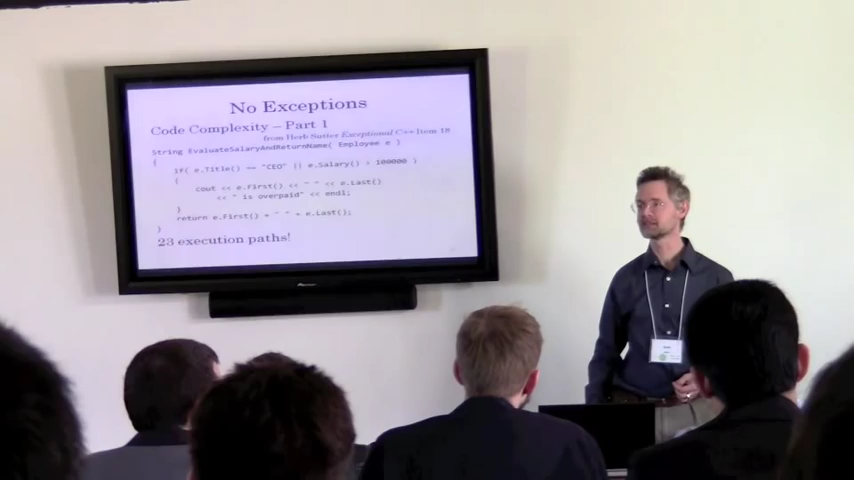 No Exceptions
Code Complexity – Part 1
from Herb Sutter Exceptional C++ Item 18
String EvaluateSalaryAndReturnName( Employee e )
{
if( e.Title() == "CEO" || e.Salary() > 100000 )
{
cout << e.First() << " " << e.Last()
<< " is overpaid" << endl;
}
return e.First() + " " + e.Last();
}
23 execution paths!
Pioneer